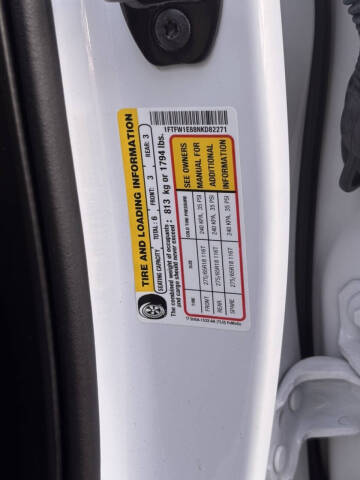 1FTFW1E88NKD82271
TIRE AND LOADING INFORMATION
SEATING CAPACITY TOTAL: 6 FRONT: 3 REAR: 3
The combined weight of occupants and cargo should never exceed: 813 kg or 1794 lbs.
TIRE COLD TIRE PRESSURE
FRONT 275/65R18 116T 240 KPA, 35 PSI
REAR 275/65R18 116T 240 KPA, 35 PSI
SPARE 275/65R18 116T 240 KPA, 35 PSI
SEE OWNERS
MANUAL FOR
ADDITIONAL
INFORMATION